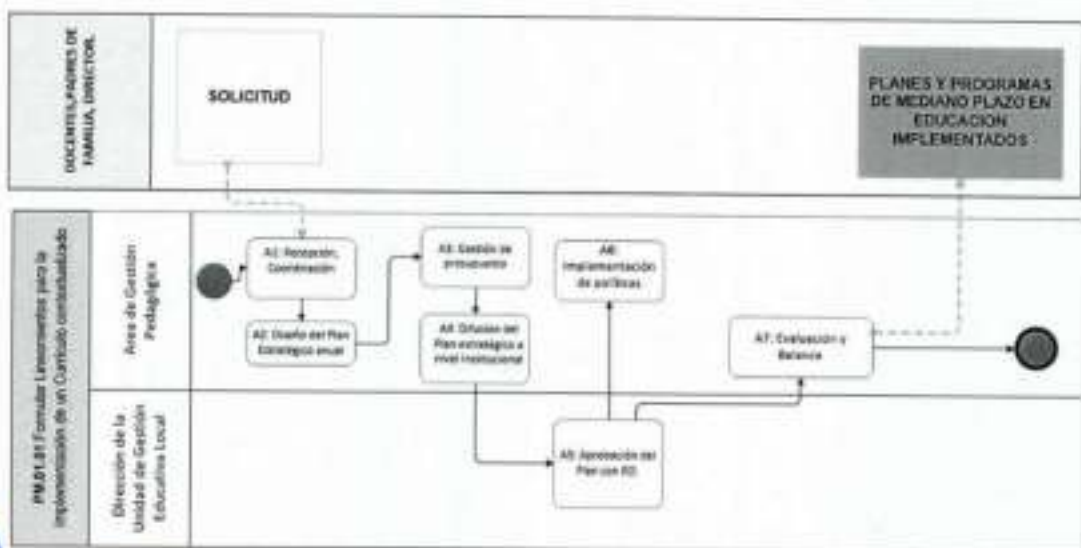 DOCENTES,PADRES DE
FAMILIA, DIRECTOR.
SOLICITUD
PLANES Y PROGRAMAS
DE MEDIANO PLAZO EN
EDUCACION
IMPLEMENTADOS
PM.01.01 Formular Lineamientos para la
implementación de un Currículo contextualizado
Área de Gestión
Pedagógica
A1: Recepción,
Coordinación
A2: Diseño del Plan
Estratégico anual
A3: Gestión de
presupuesto
A4: Difusión del
Plan estratégico a
nivel institucional
A6:
Implementación
de políticas
A7: Evaluación y
Balance
Dirección de la
Unidad de Gestión
Educativa Local
A5: Aprobación del
Plan con RD